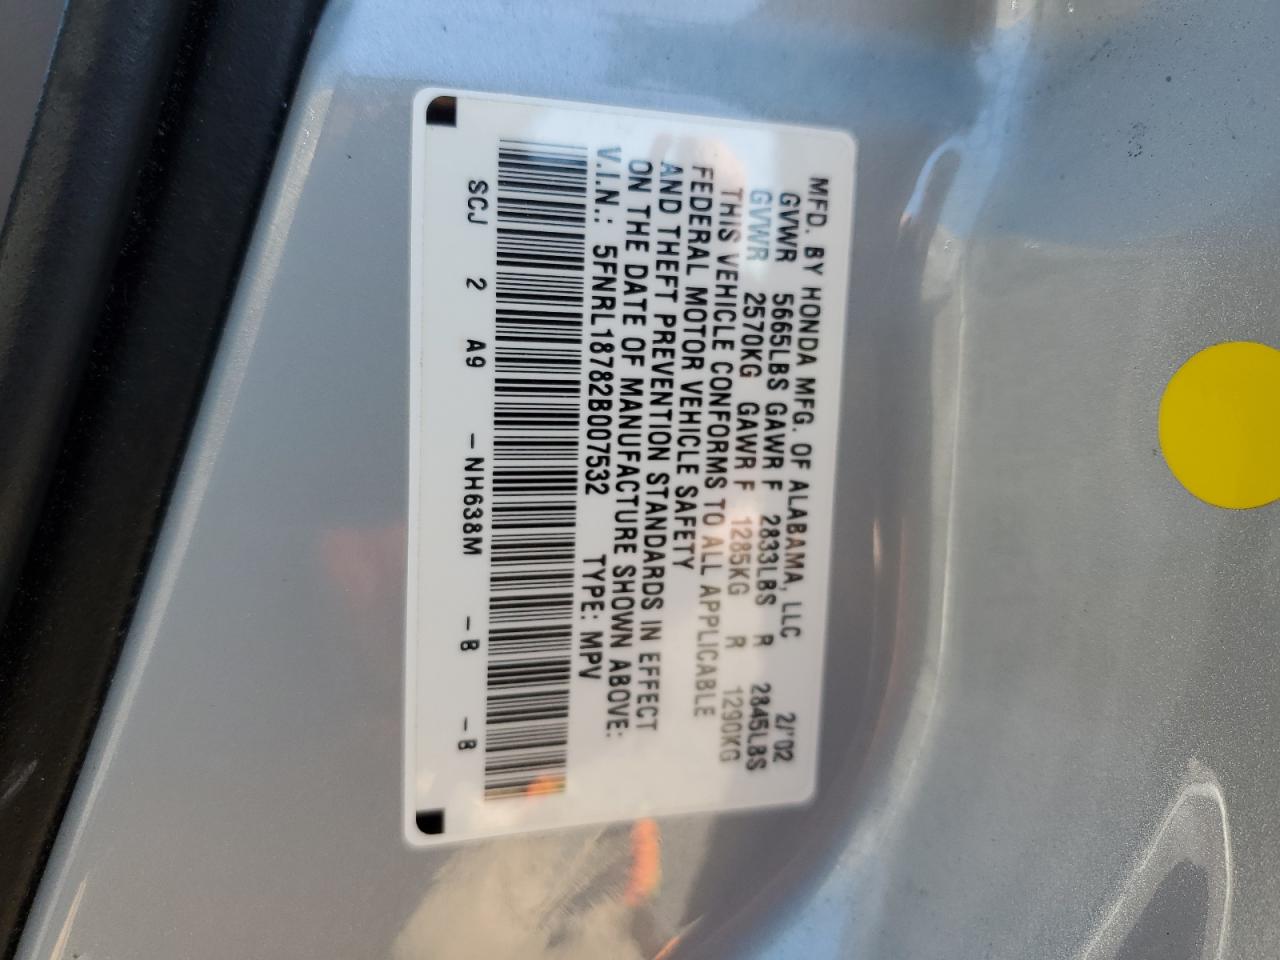 MFD. BY HONDA MFG. OF ALABAMA, LLC 2/'02
GVWR 5665LBS GAWR F 2833LBS R 2845LBS
GVWR 2570KG GAWR F 1285KG R 1290KG
THIS VEHICLE CONFORMS TO ALL APPLICABLE
FEDERAL MOTOR VEHICLE SAFETY
AND THEFT PREVENTION STANDARDS IN EFFECT
ON THE DATE OF MANUFACTURE SHOWN ABOVE:
V.I.N.: 5FNRL18782B007532 TYPE: MPV
SCJ 2 A9 -NH638M -B -B